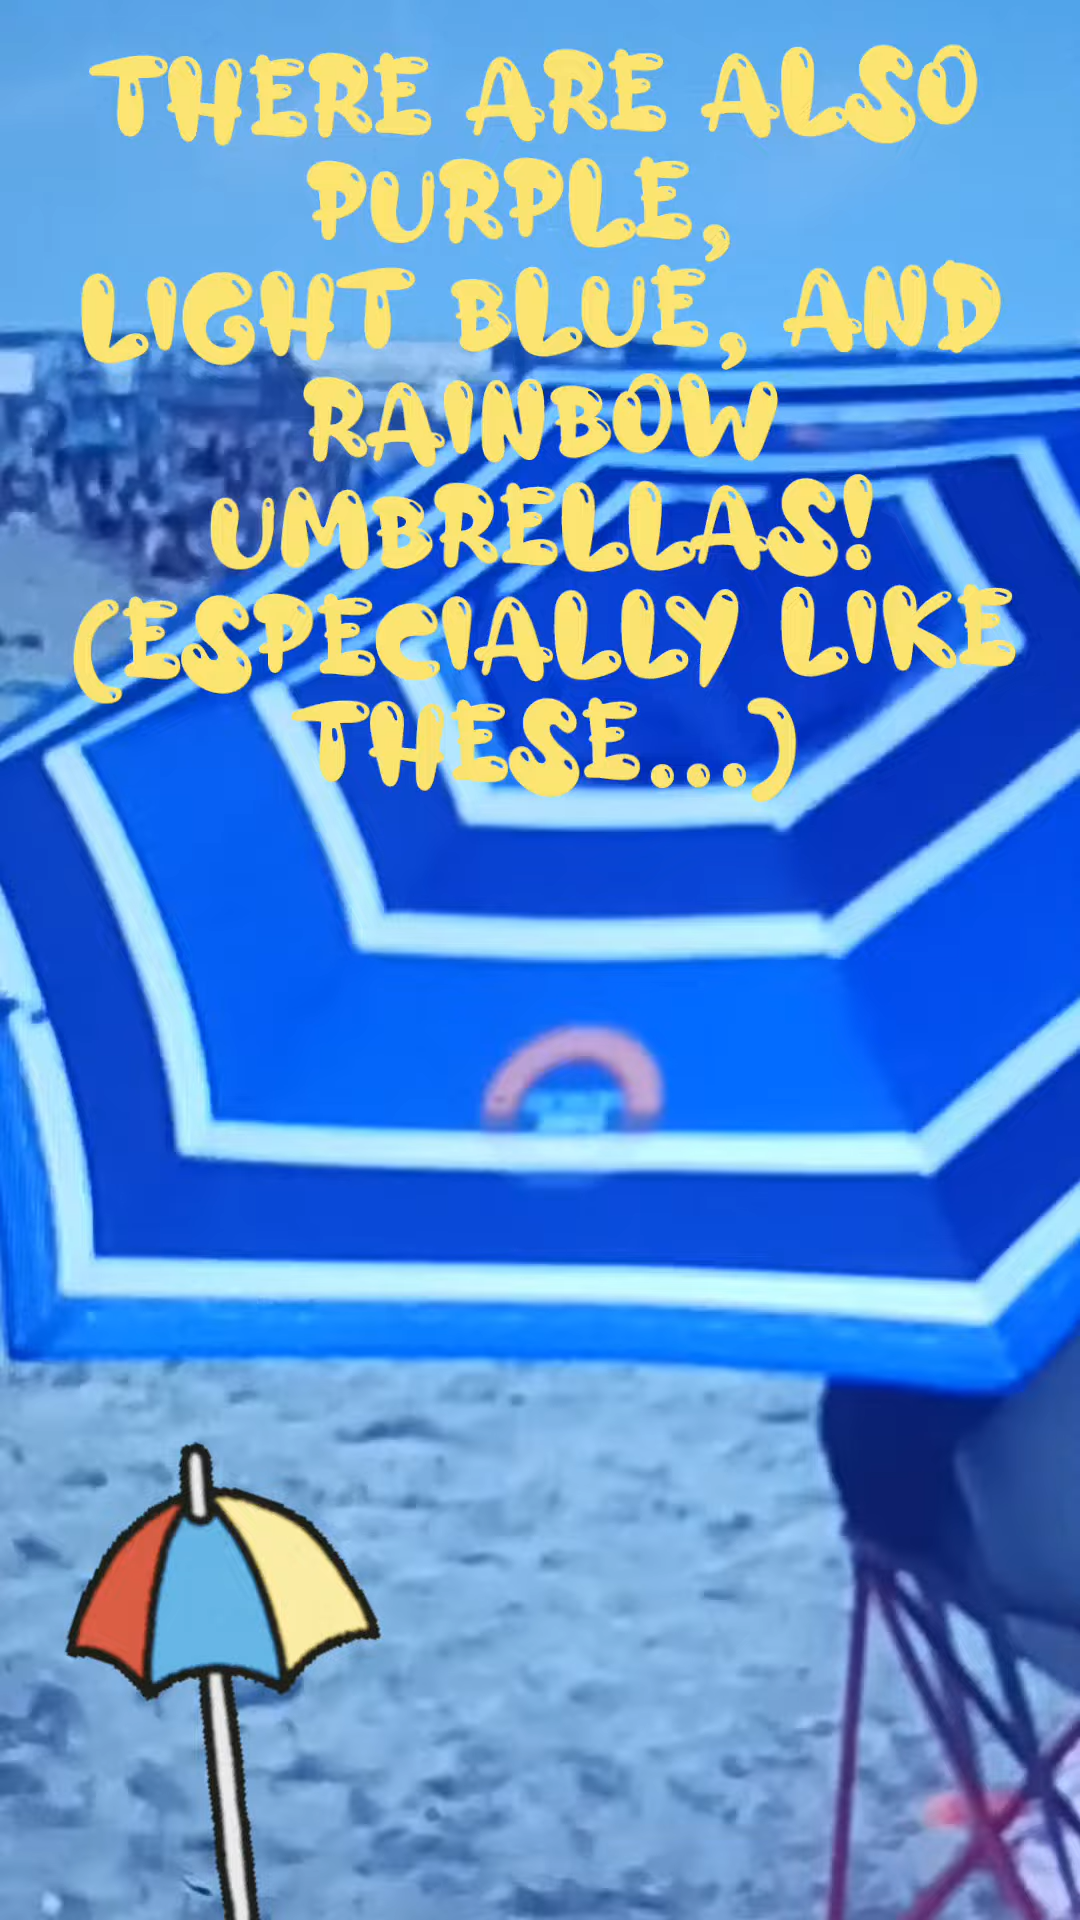 THERE ARE ALSO
PURPLE,
LIGHT BLUE, AND
RAINBOW
UMBRELLAS!
(ESPECIALLY LIKE
THESE...)